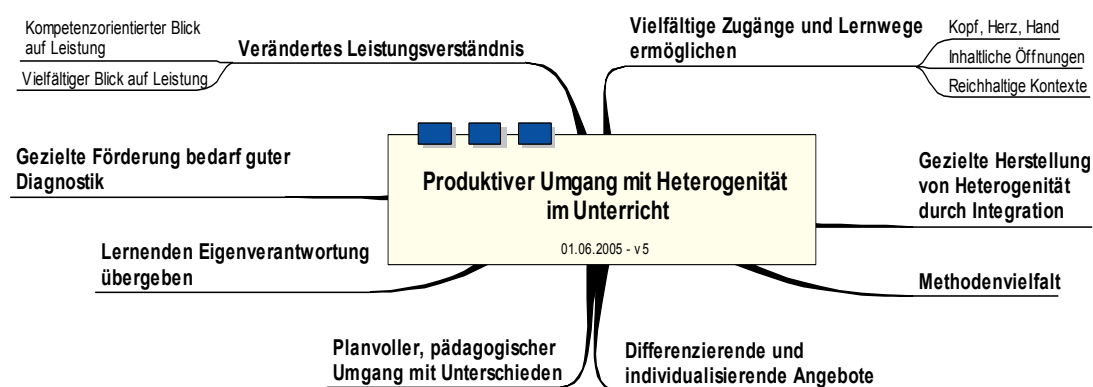 Kompetenzorientierter Blick
auf Leistung
Vielfältiger Blick auf Leistung
Verändertes Leistungsverständnis
Vielfältige Zugänge und Lernwege
ermöglichen
Kopf, Herz, Hand
Inhaltliche Öffnungen
Reichhaltige Kontexte
Gezielte Förderung bedarf guter
Diagnostik
Produktiver Umgang mit Heterogenität
im Unterricht
01.06.2005 - v5
Gezielte Herstellung
von Heterogenität
durch Integration
Lernenden Eigenverantwortung
übergeben
Methodenvielfalt
Planvoller, pädagogischer
Umgang mit Unterschieden
Differenzierende und
individualisierende Angebote